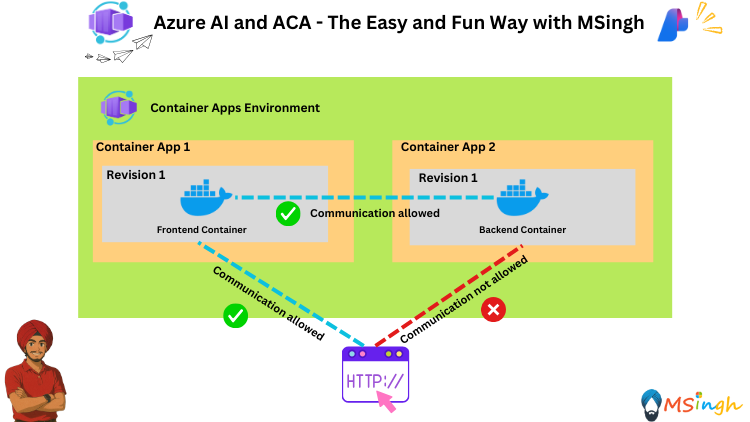 Azure AI and ACA - The Easy and Fun Way with MSingh
Container Apps Environment
Container App 1
Container App 2
Revision 1
Revision 1
Communication allowed
Frontend Container
Backend Container
Communication allowed
Communication not allowed
HTTP://
MSingh